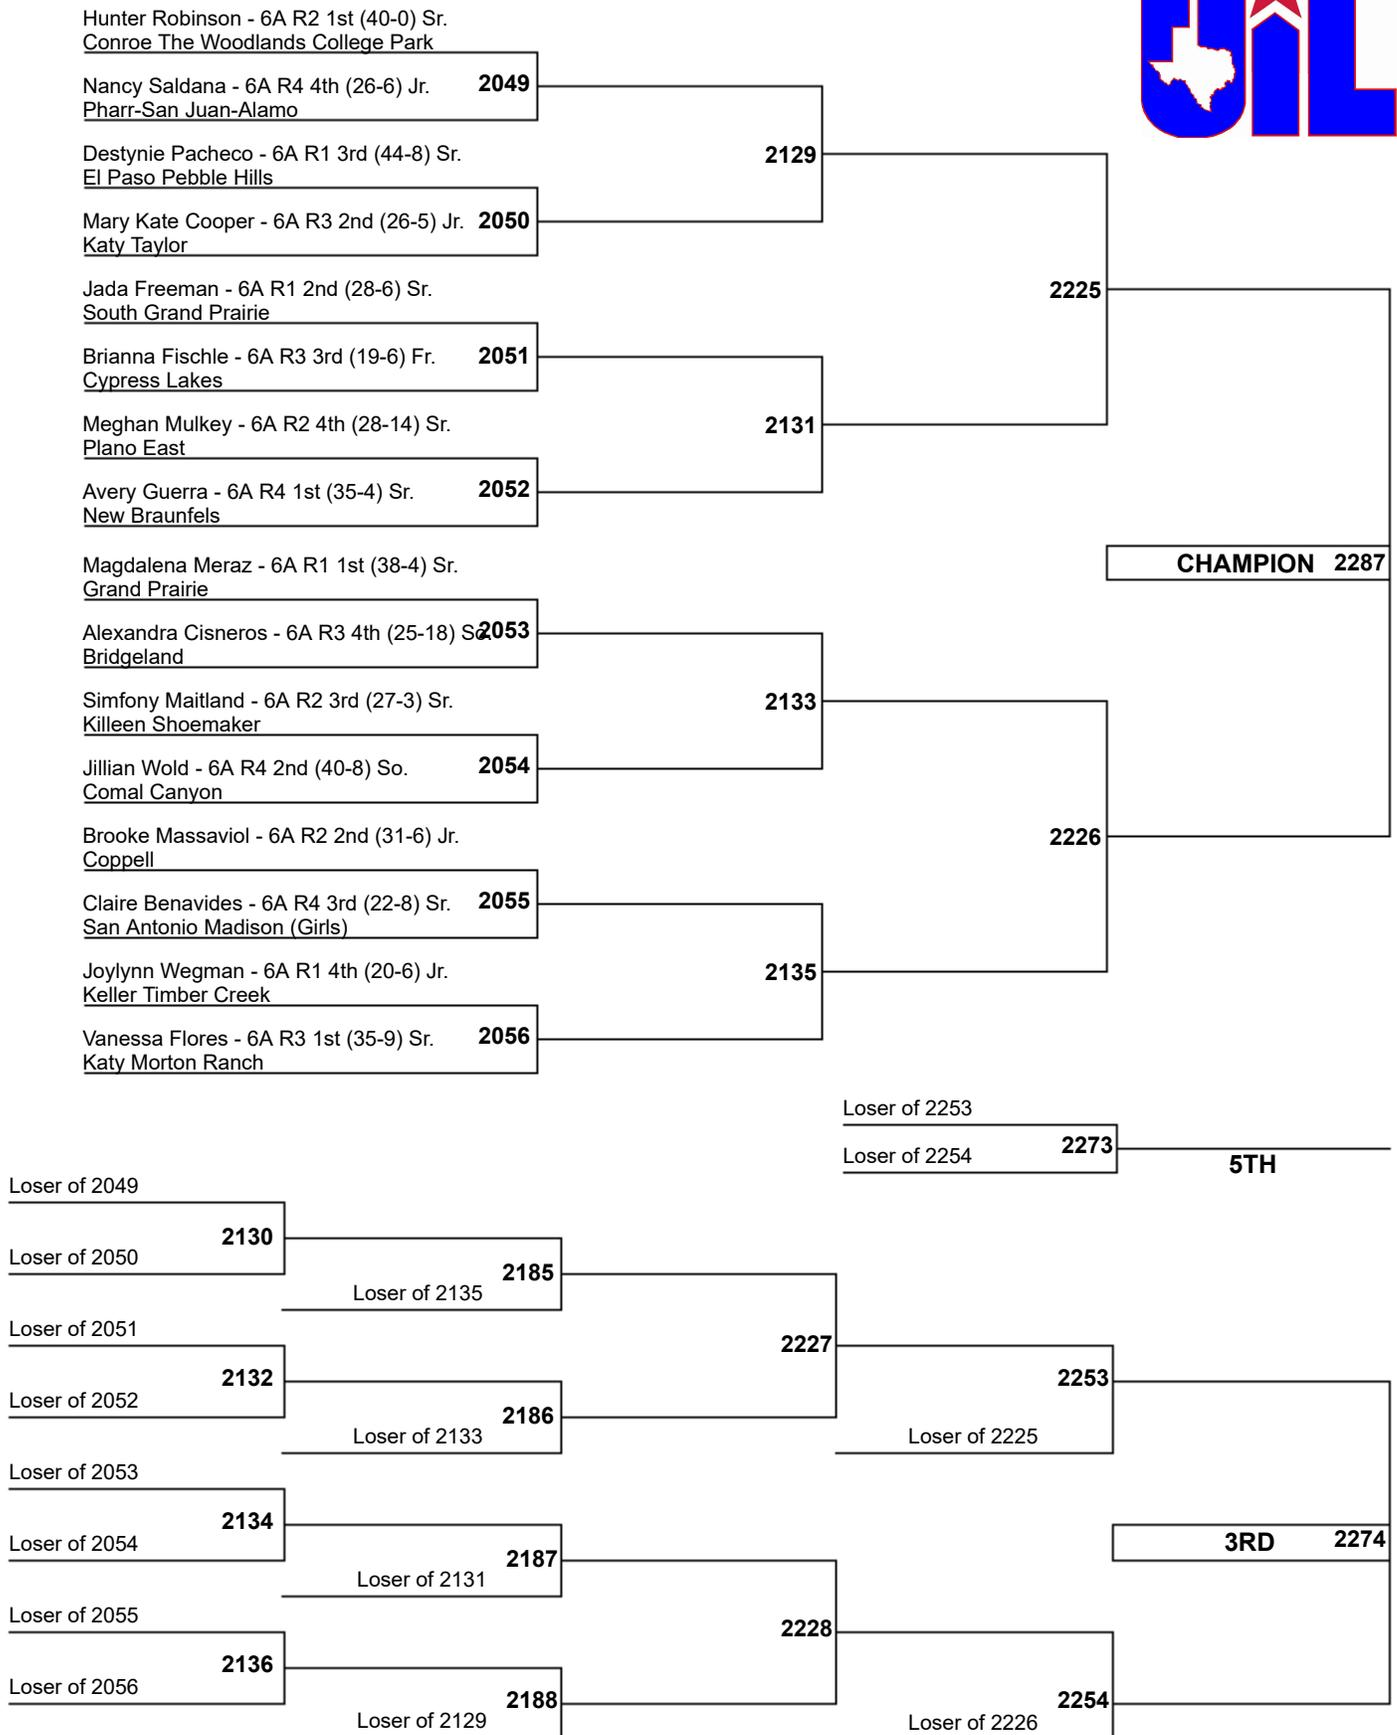 UIL
Hunter Robinson - 6A R2 1st (40-0) Sr.
Conroe The Woodlands College Park
2049
Nancy Saldana - 6A R4 4th (26-6) Jr.
Pharr-San Juan-Alamo
2129
Destynie Pacheco - 6A R1 3rd (44-8) Sr.
El Paso Pebble Hills
2050
Mary Kate Cooper - 6A R3 2nd (26-5) Jr.
Katy Taylor
2225
Jada Freeman - 6A R1 2nd (28-6) Sr.
South Grand Prairie
2051
Brianna Fischle - 6A R3 3rd (19-6) Fr.
Cypress Lakes
2131
Meghan Mulkey - 6A R2 4th (28-14) Sr.
Plano East
2052
Avery Guerra - 6A R4 1st (35-4) Sr.
New Braunfels
CHAMPION 2287
Magdalena Meraz - 6A R1 1st (38-4) Sr.
Grand Prairie
2053
Alexandra Cisneros - 6A R3 4th (25-18) So.
Bridgeland
2133
Simfony Maitland - 6A R2 3rd (27-3) Sr.
Killeen Shoemaker
2054
Jillian Wold - 6A R4 2nd (40-8) So.
Comal Canyon
2226
Brooke Massaviol - 6A R2 2nd (31-6) Jr.
Coppell
2055
Claire Benavides - 6A R4 3rd (22-8) Sr.
San Antonio Madison (Girls)
2135
Joylynn Wegman - 6A R1 4th (20-6) Jr.
Keller Timber Creek
2056
Vanessa Flores - 6A R3 1st (35-9) Sr.
Katy Morton Ranch
Loser of 2253
2273
Loser of 2254
5TH
Loser of 2049
2130
Loser of 2050
2185
Loser of 2135
Loser of 2051
2227
2132
2253
Loser of 2052
2186
Loser of 2133
Loser of 2225
Loser of 2053
2134
Loser of 2054
3RD 2274
2187
Loser of 2131
Loser of 2055
2228
2136
Loser of 2056
2188
2254
Loser of 2129
Loser of 2226